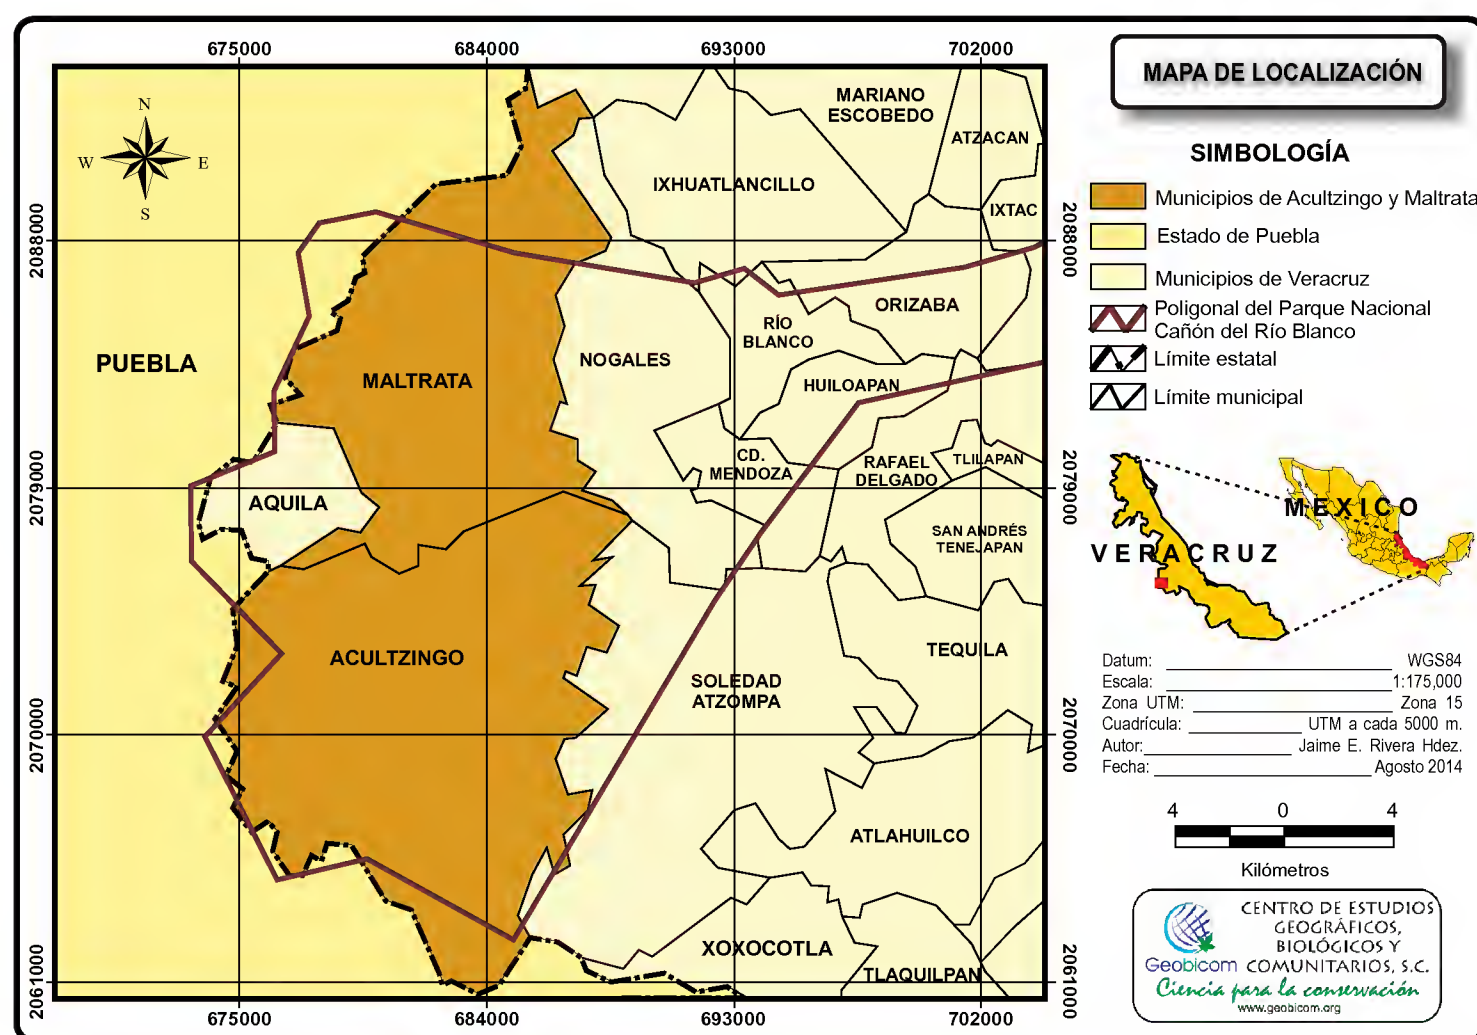 675000
684000
693000
702000
MAPA DE LOCALIZACIÓN
N
W
E
S
MARIANO
ESCOBEDO
ATZACAN
IXHUATLANCILLO
IXTAC
2088000
2088000
ORIZABA
RÍO
BLANCO
PUEBLA
NOGALES
MALTRATA
HUILOAPAN
CD.
MENDOZA
RAFAEL
DELGADO
TLILAPAN
2079000
2079000
AQUILA
SAN ANDRÉS
TENEJAPAN
ACULTZINGO
TEQUILA
SOLEDAD
ATZOMPA
2070000
2070000
ATLAHUILCO
XOXOCOTLA
TLAQUILPAN
2061000
2061000
675000
684000
693000
702000
SIMBOLOGÍA
Municipios de Acultzingo y Maltrata
Estado de Puebla
Municipios de Veracruz
Poligonal del Parque Nacional
Cañón del Río Blanco
Límite estatal
Límite municipal
MEXICO
VERACRUZ
Datum: WGS84
Escala: 1:175,000
Zona UTM: Zona 15
Cuadrícula: UTM a cada 5000 m.
Autor: Jaime E. Rivera Hdez.
Fecha: Agosto 2014
4 0 4
Kilómetros
CENTRO DE ESTUDIOS
GEOGRÁFICOS,
BIOLÓGICOS Y
Geobicom COMUNITARIOS, S.C.
Ciencia para la conservación
www.geobicom.org